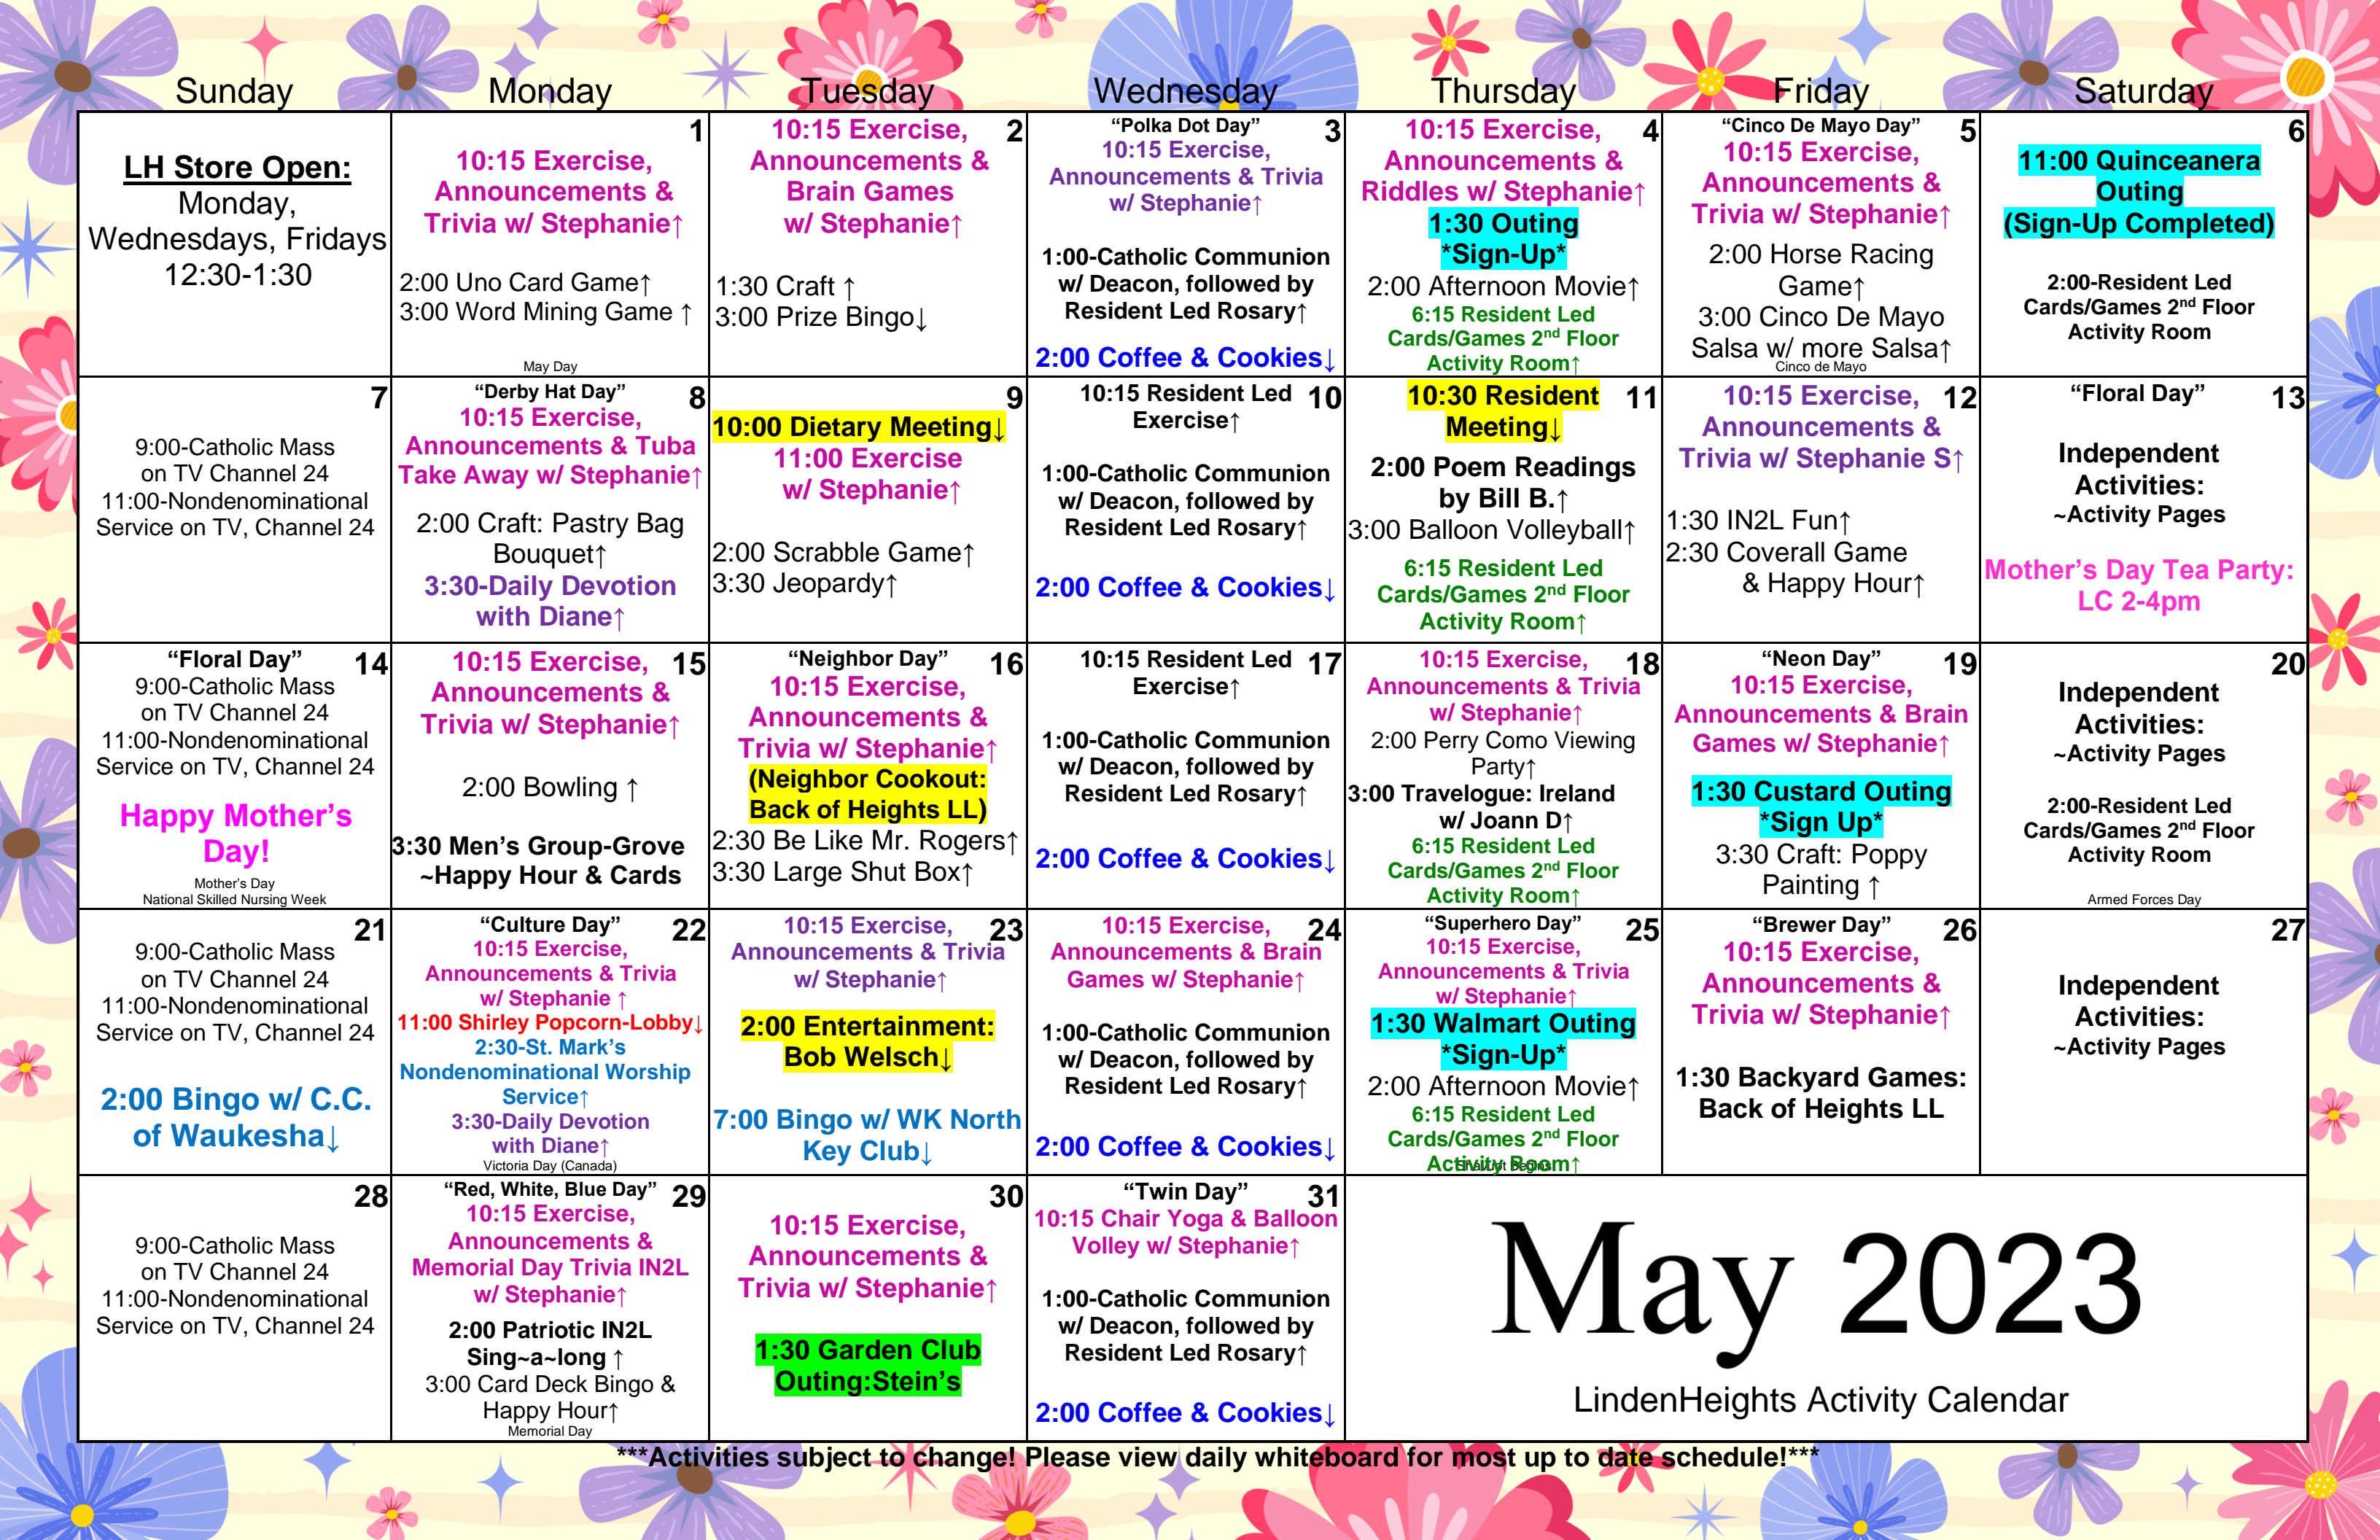 Sunday Monday Tuesday Wednesday Thursday Friday Saturday
LH Store Open:
Monday,
Wednesdays, Fridays
12:30-1:30
1
10:15 Exercise,
Announcements &
Trivia w/ Stephanie↑
2:00 Uno Card Game↑
3:00 Word Mining Game ↑
May Day
2
10:15 Exercise,
Announcements &
Brain Games
w/ Stephanie↑
1:30 Craft ↑
3:00 Prize Bingo↓
3
“Polka Dot Day”
10:15 Exercise,
Announcements & Trivia
w/ Stephanie↑
1:00-Catholic Communion
w/ Deacon, followed by
Resident Led Rosary↑
2:00 Coffee & Cookies↓
4
10:15 Exercise,
Announcements &
Riddles w/ Stephanie↑
1:30 Outing
*Sign-Up*
2:00 Afternoon Movie↑
6:15 Resident Led
Cards/Games 2nd Floor
Activity Room↑
5
“Cinco De Mayo Day”
10:15 Exercise,
Announcements &
Trivia w/ Stephanie↑
2:00 Horse Racing
Game↑
3:00 Cinco De Mayo
Salsa w/ more Salsa↑
Cinco de Mayo
6
11:00 Quinceanera
Outing
(Sign-Up Completed)
2:00-Resident Led
Cards/Games 2nd Floor
Activity Room
7
9:00-Catholic Mass
on TV Channel 24
11:00-Nondenominational
Service on TV, Channel 24
8
“Derby Hat Day”
10:15 Exercise,
Announcements & Tuba
Take Away w/ Stephanie↑
2:00 Craft: Pastry Bag
Bouquet↑
3:30-Daily Devotion
with Diane↑
9
10:00 Dietary Meeting↓
11:00 Exercise
w/ Stephanie↑
2:00 Scrabble Game↑
3:30 Jeopardy↑
10
10:15 Resident Led
Exercise↑
1:00-Catholic Communion
w/ Deacon, followed by
Resident Led Rosary↑
2:00 Coffee & Cookies↓
11
10:30 Resident
Meeting↓
2:00 Poem Readings
by Bill B.↑
3:00 Balloon Volleyball↑
6:15 Resident Led
Cards/Games 2nd Floor
Activity Room↑
12
10:15 Exercise,
Announcements &
Trivia w/ Stephanie S↑
1:30 IN2L Fun↑
2:30 Coverall Game
& Happy Hour↑
13
“Floral Day”
Independent
Activities:
~Activity Pages
Mother’s Day Tea Party:
LC 2-4pm
14
“Floral Day”
9:00-Catholic Mass
on TV Channel 24
11:00-Nondenominational
Service on TV, Channel 24
Happy Mother’s
Day!
Mother’s Day
National Skilled Nursing Week
15
10:15 Exercise,
Announcements &
Trivia w/ Stephanie↑
2:00 Bowling ↑
3:30 Men’s Group-Grove
~Happy Hour & Cards
16
“Neighbor Day”
10:15 Exercise,
Announcements &
Trivia w/ Stephanie↑
(Neighbor Cookout:
Back of Heights LL)
2:30 Be Like Mr. Rogers↑
3:30 Large Shut Box↑
17
10:15 Resident Led
Exercise↑
1:00-Catholic Communion
w/ Deacon, followed by
Resident Led Rosary↑
2:00 Coffee & Cookies↓
18
10:15 Exercise,
Announcements & Trivia
w/ Stephanie↑
2:00 Perry Como Viewing
Party↑
3:00 Travelogue: Ireland
w/ Joann D↑
6:15 Resident Led
Cards/Games 2nd Floor
Activity Room↑
19
“Neon Day”
10:15 Exercise,
Announcements & Brain
Games w/ Stephanie↑
1:30 Custard Outing
*Sign Up*
3:30 Craft: Poppy
Painting ↑
20
Independent
Activities:
~Activity Pages
2:00-Resident Led
Cards/Games 2nd Floor
Activity Room
Armed Forces Day
21
9:00-Catholic Mass
on TV Channel 24
11:00-Nondenominational
Service on TV, Channel 24
2:00 Bingo w/ C.C.
of Waukesha↓
22
“Culture Day”
10:15 Exercise,
Announcements & Trivia
w/ Stephanie ↑
11:00 Shirley Popcorn-Lobby↓
2:30-St. Mark’s
Nondenominational Worship
Service↑
3:30-Daily Devotion
with Diane↑
Victoria Day (Canada)
23
10:15 Exercise,
Announcements & Trivia
w/ Stephanie↑
2:00 Entertainment:
Bob Welsch↓
7:00 Bingo w/ WK North
Key Club↓
24
10:15 Exercise,
Announcements & Brain
Games w/ Stephanie↑
1:00-Catholic Communion
w/ Deacon, followed by
Resident Led Rosary↑
2:00 Coffee & Cookies↓
25
“Superhero Day”
10:15 Exercise,
Announcements & Trivia
w/ Stephanie↑
1:30 Walmart Outing
*Sign-Up*
2:00 Afternoon Movie↑
6:15 Resident Led
Cards/Games 2nd Floor
Activity Room↑
26
“Brewer Day”
10:15 Exercise,
Announcements &
Trivia w/ Stephanie↑
1:30 Backyard Games:
Back of Heights LL
27
Independent
Activities:
~Activity Pages
28
9:00-Catholic Mass
on TV Channel 24
11:00-Nondenominational
Service on TV, Channel 24
29
“Red, White, Blue Day”
10:15 Exercise,
Announcements &
Memorial Day Trivia IN2L
w/ Stephanie↑
2:00 Patriotic IN2L
Sing~a~long ↑
3:00 Card Deck Bingo &
Happy Hour↑
Memorial Day
30
10:15 Exercise,
Announcements &
Trivia w/ Stephanie↑
1:30 Garden Club
Outing:Stein’s
31
“Twin Day”
10:15 Chair Yoga & Balloon
Volley w/ Stephanie↑
1:00-Catholic Communion
w/ Deacon, followed by
Resident Led Rosary↑
2:00 Coffee & Cookies↓
May 2023
LindenHeights Activity Calendar
***Activities subject to change! Please view daily whiteboard for most up to date schedule!***